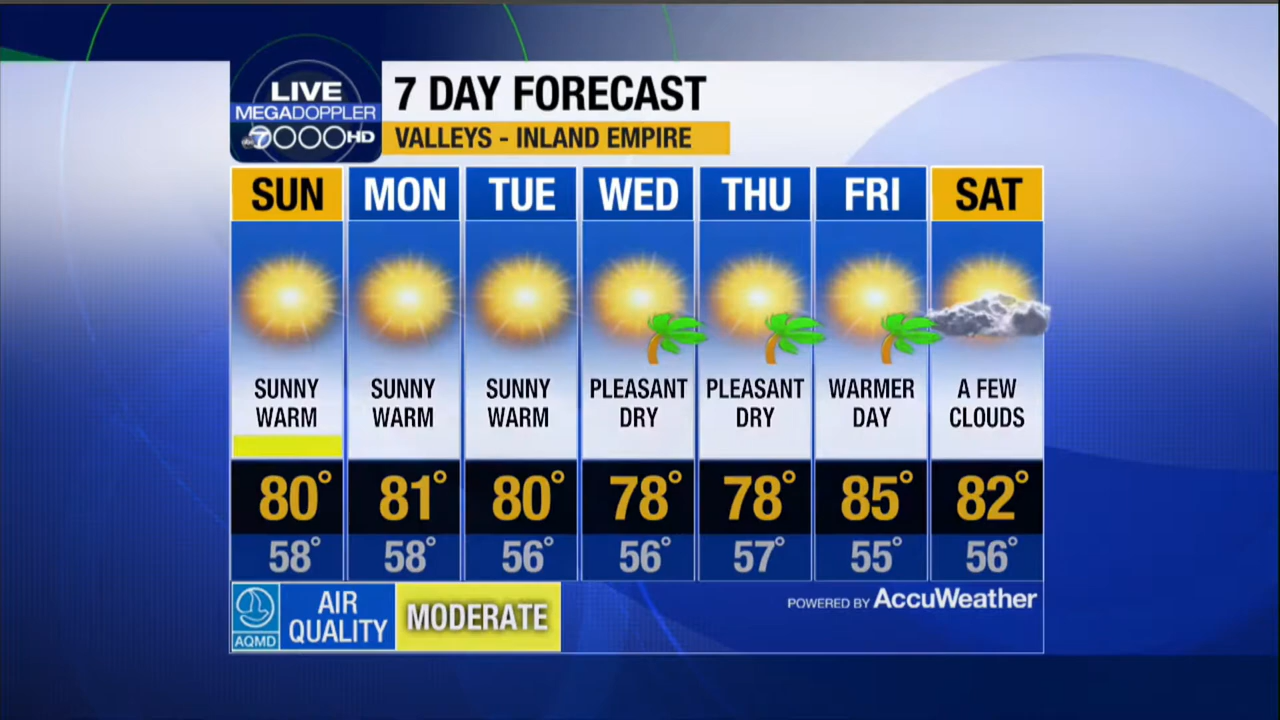 LIVE
MEGADOPPLER
abc7000HD
7 DAY FORECAST
VALLEYS - INLAND EMPIRE
SUN MON TUE WED THU FRI SAT
SUNNY SUNNY SUNNY PLEASANT PLEASANT WARMER A FEW
WARM WARM WARM DRY DRY DAY CLOUDS
80° 81° 80° 78° 78° 85° 82°
58° 58° 56° 56° 57° 55° 56°
AQMD
AIR
QUALITY
MODERATE
POWERED BY AccuWeather